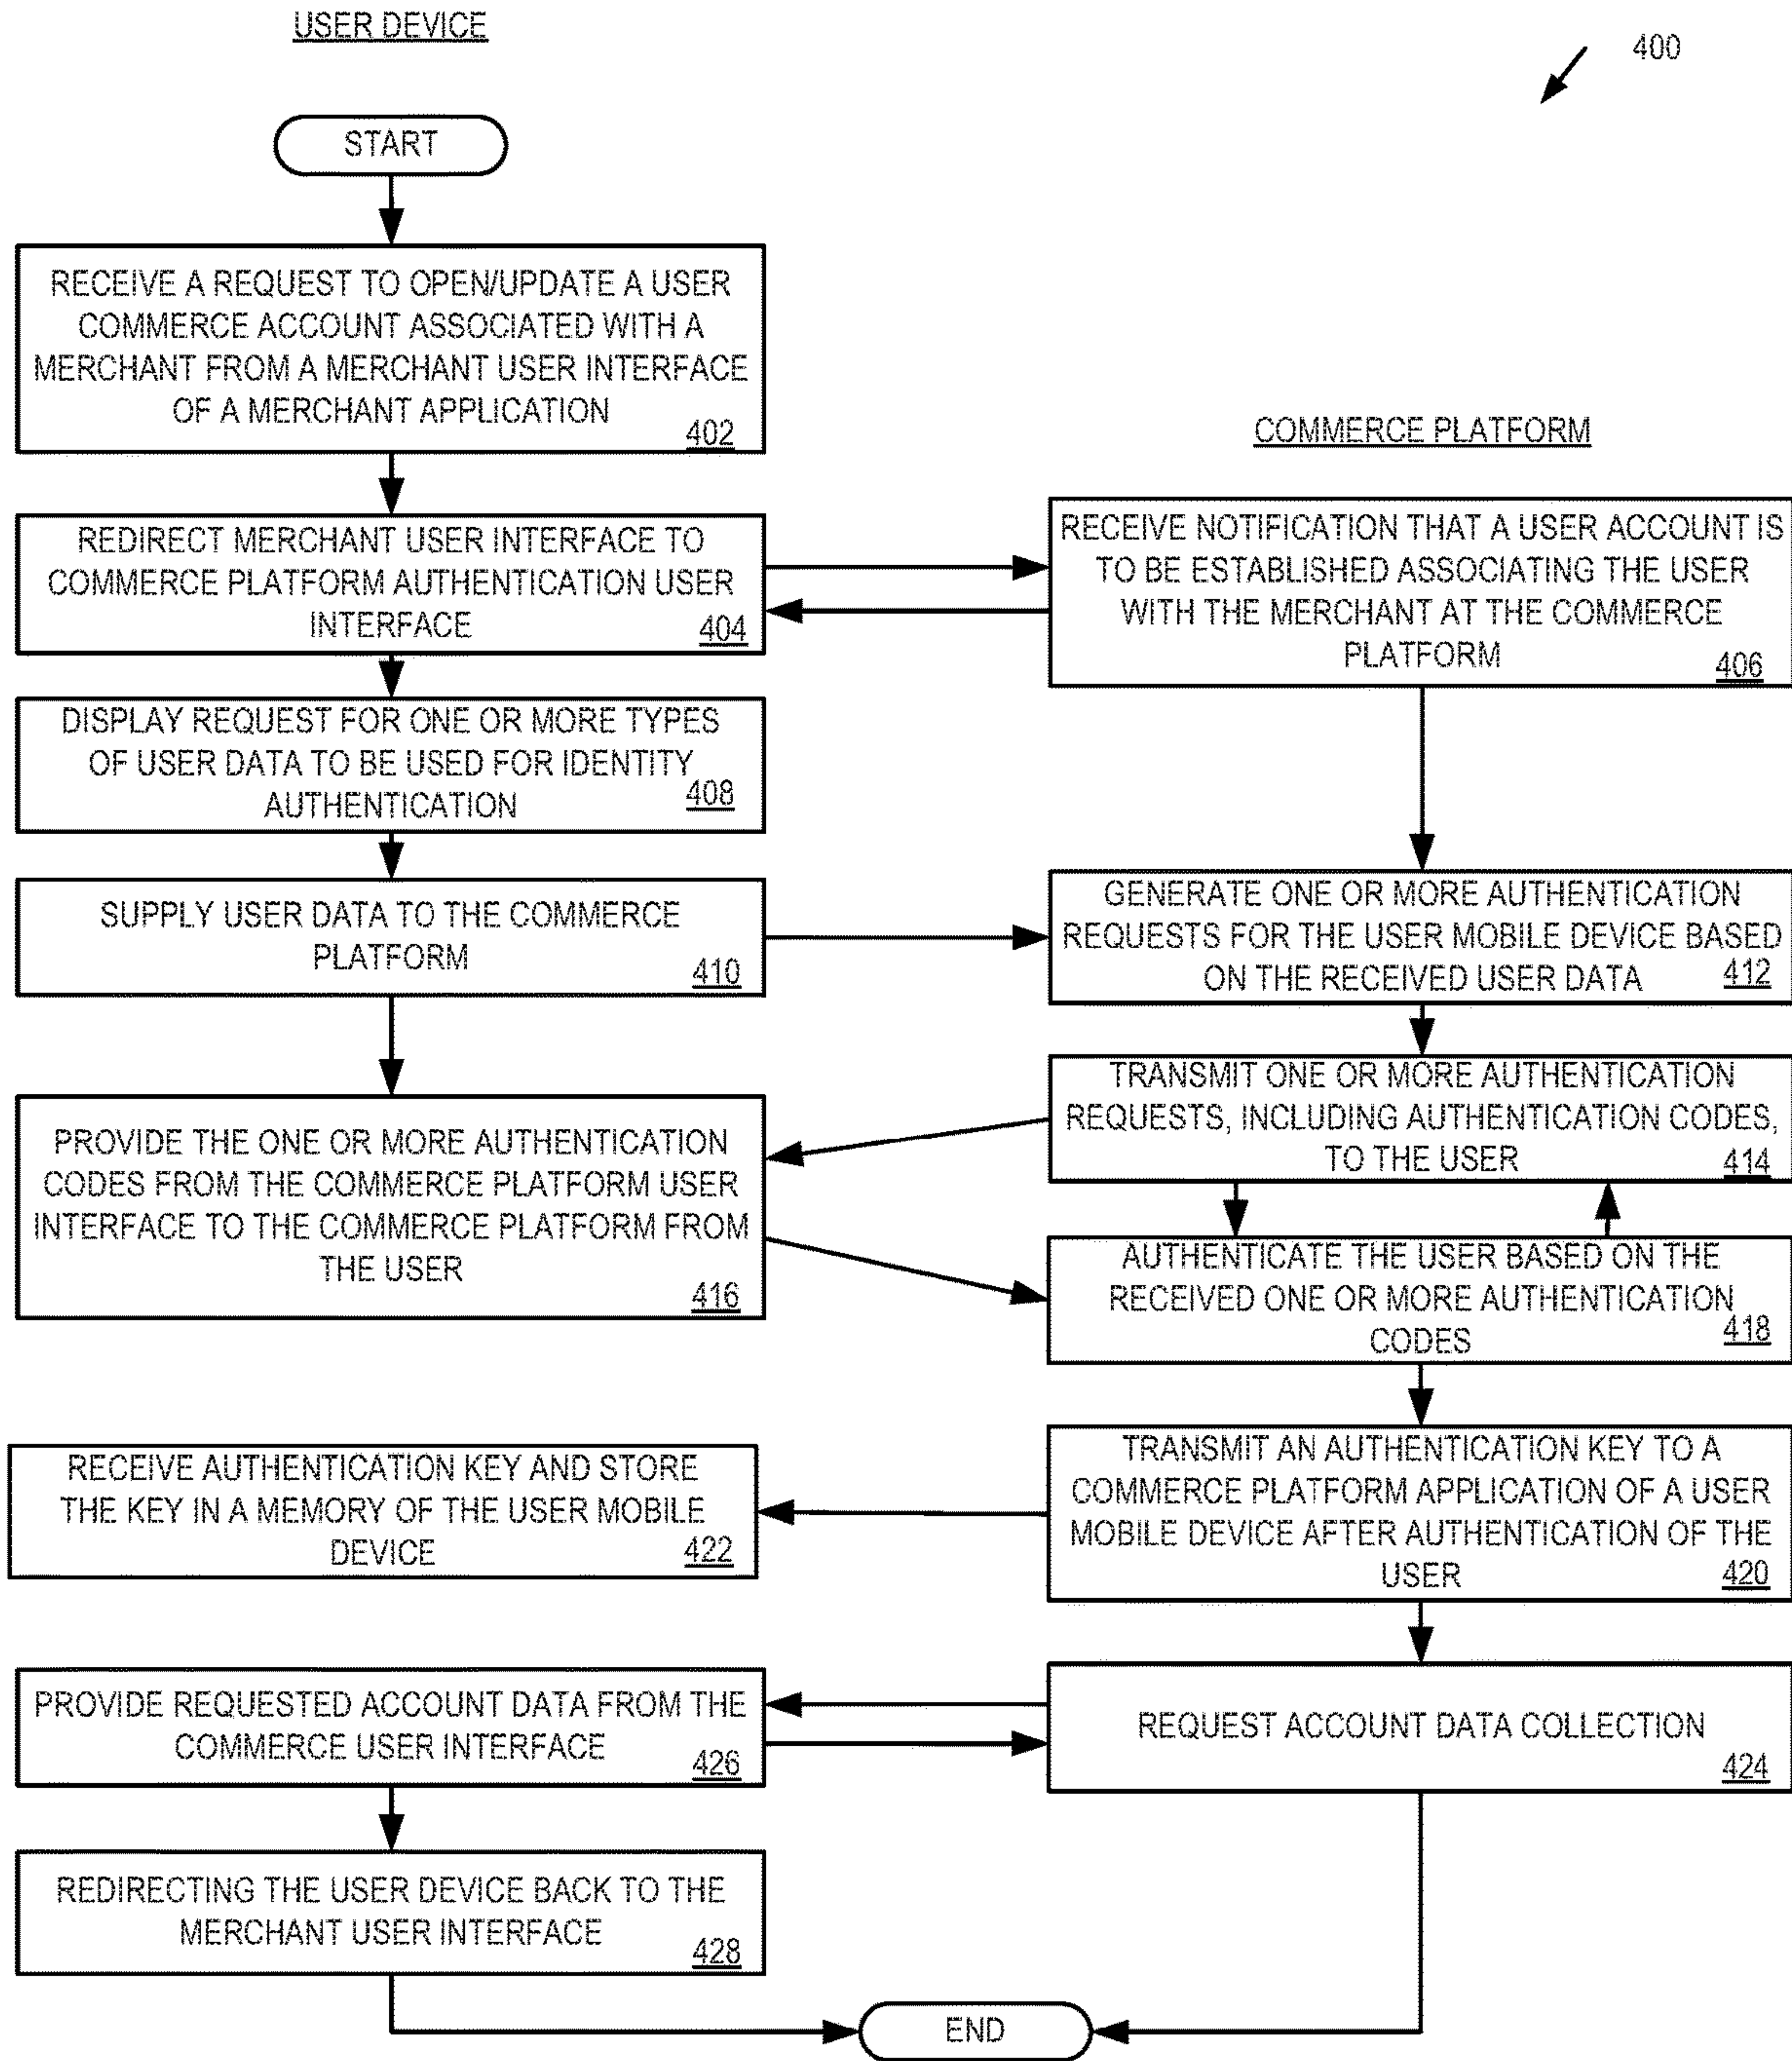 USER DEVICE
400
START
RECEIVE A REQUEST TO OPEN/UPDATE A USER
COMMERCE ACCOUNT ASSOCIATED WITH A
MERCHANT FROM A MERCHANT USER INTERFACE
OF A MERCHANT APPLICATION
402
COMMERCE PLATFORM
REDIRECT MERCHANT USER INTERFACE TO
COMMERCE PLATFORM AUTHENTICATION USER
INTERFACE
404
RECEIVE NOTIFICATION THAT A USER ACCOUNT IS
TO BE ESTABLISHED ASSOCIATING THE USER
WITH THE MERCHANT AT THE COMMERCE
PLATFORM
406
DISPLAY REQUEST FOR ONE OR MORE TYPES
OF USER DATA TO BE USED FOR IDENTITY
AUTHENTICATION
408
SUPPLY USER DATA TO THE COMMERCE
PLATFORM
410
GENERATE ONE OR MORE AUTHENTICATION
REQUESTS FOR THE USER MOBILE DEVICE BASED
ON THE RECEIVED USER DATA
412
TRANSMIT ONE OR MORE AUTHENTICATION
REQUESTS, INCLUDING AUTHENTICATION CODES,
TO THE USER
414
PROVIDE THE ONE OR MORE AUTHENTICATION
CODES FROM THE COMMERCE PLATFORM USER
INTERFACE TO THE COMMERCE PLATFORM FROM
THE USER
416
AUTHENTICATE THE USER BASED ON THE
RECEIVED ONE OR MORE AUTHENTICATION
CODES
418
TRANSMIT AN AUTHENTICATION KEY TO A
COMMERCE PLATFORM APPLICATION OF A USER
MOBILE DEVICE AFTER AUTHENTICATION OF THE
USER
420
RECEIVE AUTHENTICATION KEY AND STORE
THE KEY IN A MEMORY OF THE USER MOBILE
DEVICE
422
REQUEST ACCOUNT DATA COLLECTION
424
PROVIDE REQUESTED ACCOUNT DATA FROM THE
COMMERCE USER INTERFACE
426
REDIRECTING THE USER DEVICE BACK TO THE
MERCHANT USER INTERFACE
428
END